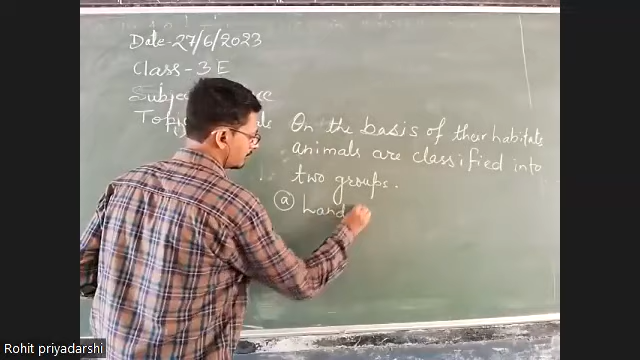 Date-27/6/2023
Class-3 E
On the basis of their habitats
animals are classified into
two groups.
(a) Land
Rohit priyadarshi